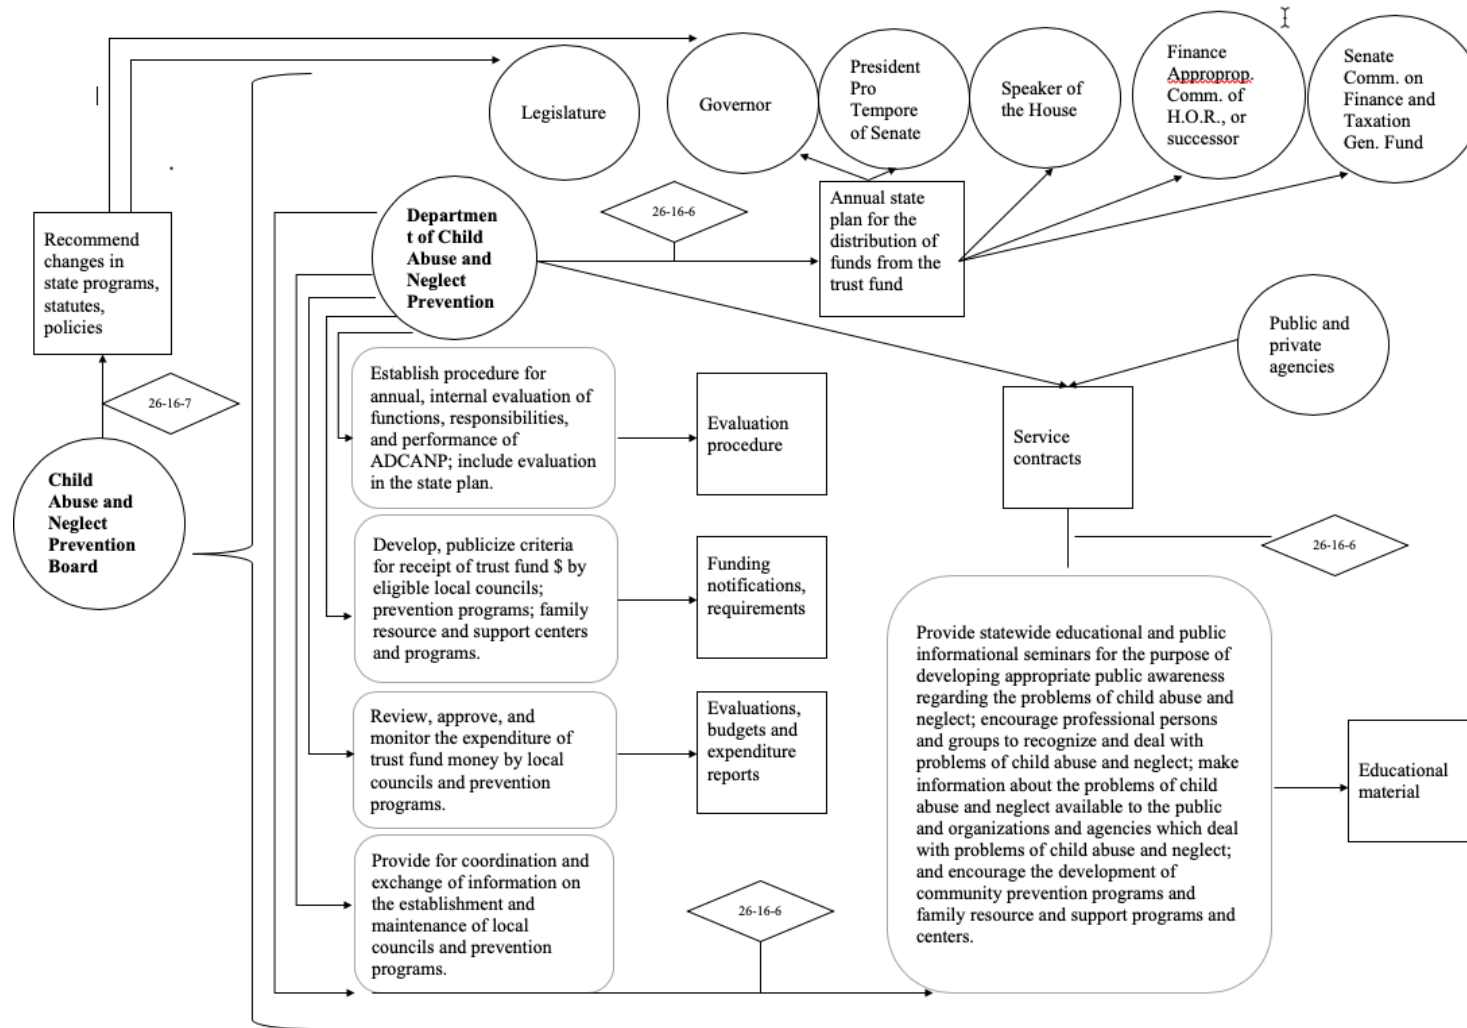 Legislature
Governor
President
Pro
Tempore
of Senate
Speaker of
the House
Finance
Approprop.
Comm. of
H.O.R., or
successor
Senate
Comm. on
Finance and
Taxation
Gen. Fund
Recommend
changes in
state programs,
statutes,
policies
Departmen
t of Child
Abuse and
Neglect
Prevention
26-16-6
Annual state
plan for the
distribution of
funds from the
trust fund
Public and
private
agencies
26-16-7
Child
Abuse and
Neglect
Prevention
Board
Establish procedure for
annual, internal evaluation of
functions, responsibilities,
and performance of
ADCANP; include evaluation
in the state plan.
Evaluation
procedure
Service
contracts
26-16-6
Develop, publicize criteria
for receipt of trust fund $ by
eligible local councils;
prevention programs; family
resource and support centers
and programs.
Funding
notifications,
requirements
Review, approve, and
monitor the expenditure of
trust fund money by local
councils and prevention
programs.
Evaluations,
budgets and
expenditure
reports
Provide for coordination and
exchange of information on
the establishment and
maintenance of local
councils and prevention
programs.
26-16-6
Provide statewide educational and public
informational seminars for the purpose of
developing appropriate public awareness
regarding the problems of child abuse and
neglect; encourage professional persons
and groups to recognize and deal with
problems of child abuse and neglect; make
information about the problems of child
abuse and neglect available to the public
and organizations and agencies which deal
with problems of child abuse and neglect;
and encourage the development of
community prevention programs and
family resource and support programs and
centers.
Educational
material